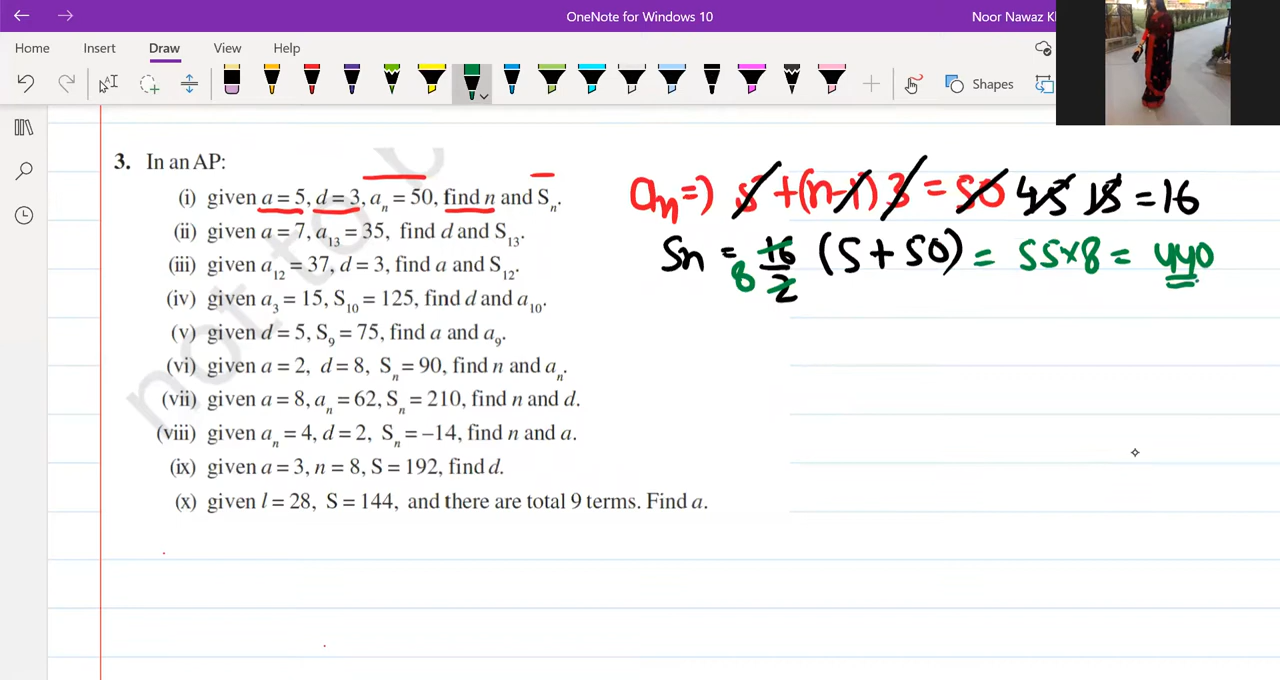 OneNote for Windows 10
Noor Nawaz Kh
Home Insert Draw View Help
Shapes
3. In an AP:
(i) given a = 5, d = 3, aₙ = 50, find n and Sₙ.
(ii) given a = 7, a₁₃ = 35, find d and S₁₃.
(iii) given a₁₂ = 37, d = 3, find a and S₁₂.
(iv) given a₃ = 15, S₁₀ = 125, find d and a₁₀.
(v) given d = 5, S₉ = 75, find a and a₉.
(vi) given a = 2, d = 8, Sₙ = 90, find n and aₙ.
(vii) given a = 8, aₙ = 62, Sₙ = 210, find n and d.
(viii) given aₙ = 4, d = 2, Sₙ = –14, find n and a.
(ix) given a = 3, n = 8, S = 192, find d.
(x) given l = 28, S = 144, and there are total 9 terms. Find a.
aₙ => 5 + (n-1) 3 = 50 45 15 = 16
Sn = 8 16/2 (5 + 50) = 55×8 = 440
not to